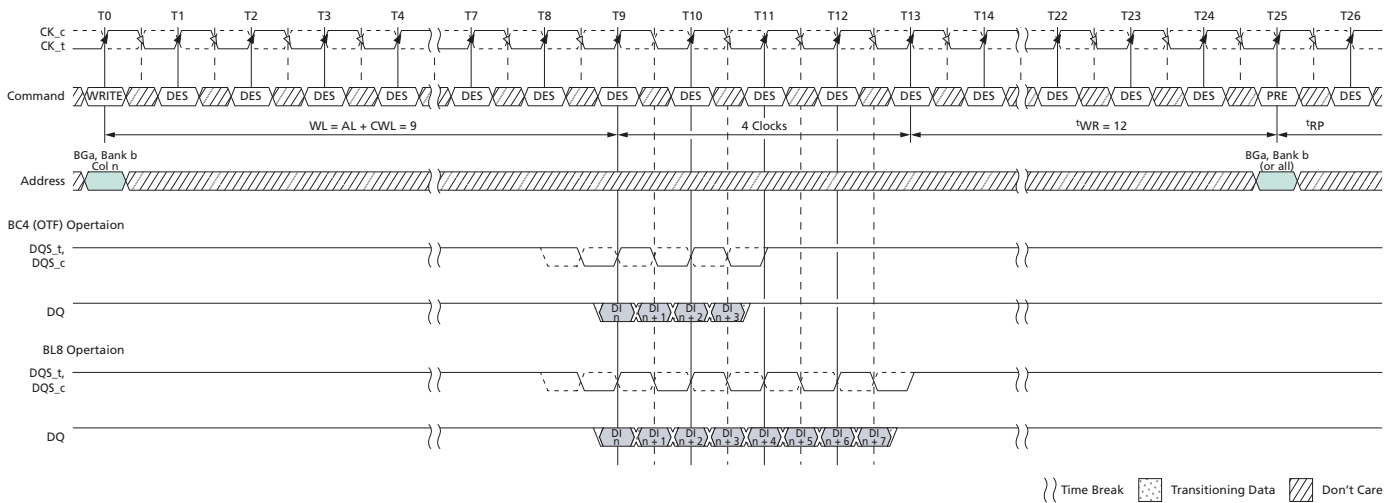 T0 T1 T2 T3 T4 T7 T8 T9 T10 T11 T12 T13 T14 T22 T23 T24 T25 T26
CK_c
CK_t
Command WRITE DES DES DES DES DES DES DES DES DES DES DES DES DES DES DES PRE DES
WL = AL + CWL = 9 4 Clocks tWR = 12 tRP
BGa, Bank b
Col n
BGa, Bank b
(or all)
Address
BC4 (OTF) Opertaion
DQS_t,
DQS_c
DQ DI n DI n + 1 DI n + 2 DI n + 3
BL8 Opertaion
DQS_t,
DQS_c
DQ DI n DI n + 1 DI n + 2 DI n + 3 DI n + 4 DI n + 5 DI n + 6 DI n + 7
Time Break Transitioning Data Don't Care